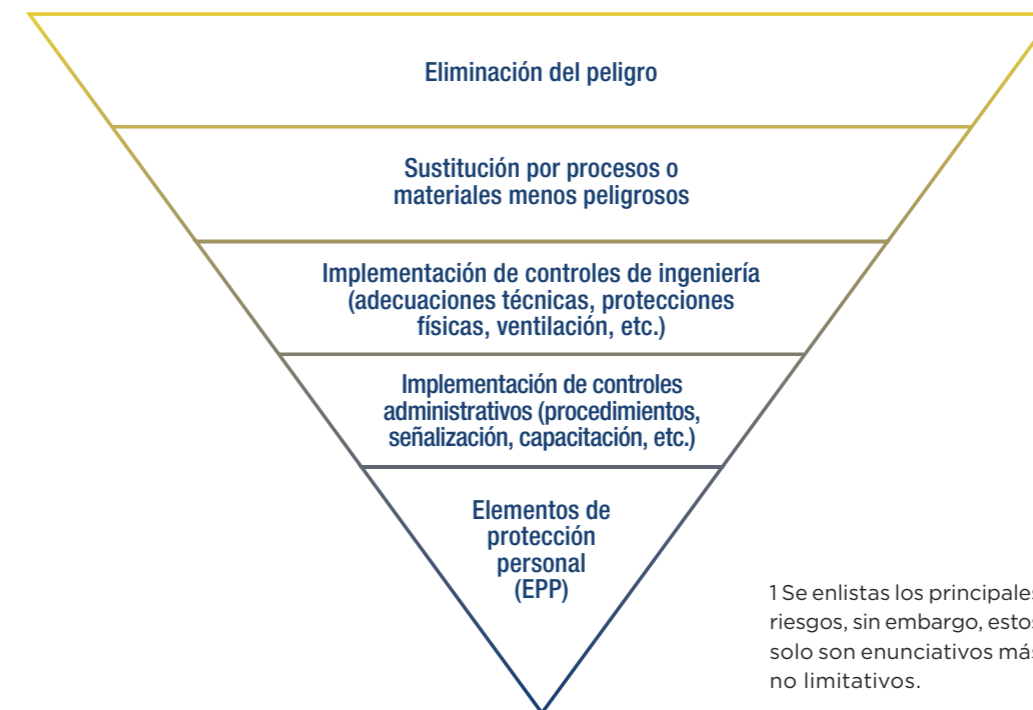 Eliminación del peligro
Sustitución por procesos o
materiales menos peligrosos
Implementación de controles de ingeniería
(adecuaciones técnicas, protecciones
físicas, ventilación, etc.)
Implementación de controles
administrativos (procedimientos,
señalización, capacitación, etc.)
Elementos de
protección
personal
(EPP)
1 Se enlistas los principales
riesgos, sin embargo, estos
solo son enunciativos más
no limitativos.